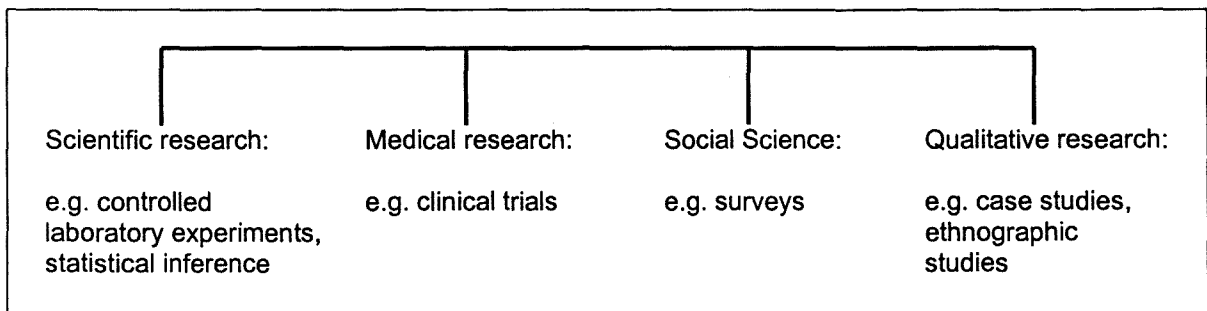 Scientific research:
e.g. controlled
laboratory experiments,
statistical inference
Medical research:
e.g. clinical trials
Social Science:
e.g. surveys
Qualitative research:
e.g. case studies,
ethnographic
studies